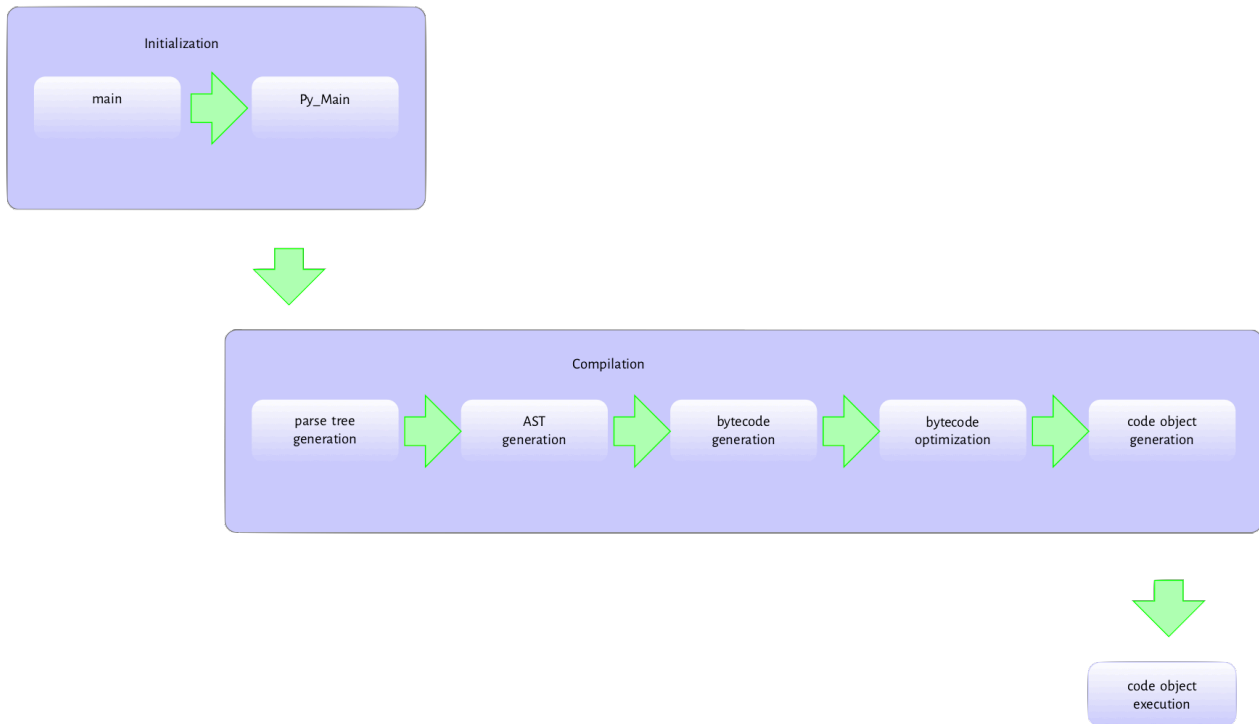 Initialization
main
Py_Main
Compilation
parse tree
generation
AST
generation
bytecode
generation
bytecode
optimization
code object
generation
code object
execution